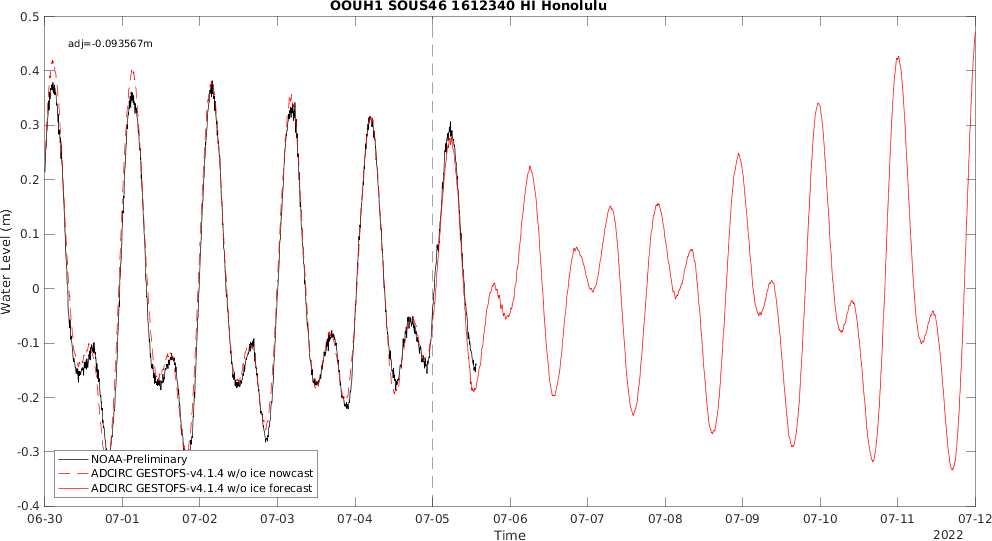 OOUH1 SOUS46 1612340 HI Honolulu
adj=-0.093567m
0.5
0.4
0.3
0.2
0.1
0
-0.1
-0.2
-0.3
-0.4
Water Level (m)
NOAA-Preliminary
ADCIRC GESTOFS-v4.1.4 w/o ice nowcast
ADCIRC GESTOFS-v4.1.4 w/o ice forecast
06-30 07-01 07-02 07-03 07-04 07-05 07-06 07-07 07-08 07-09 07-10 07-11 07-12
Time
2022